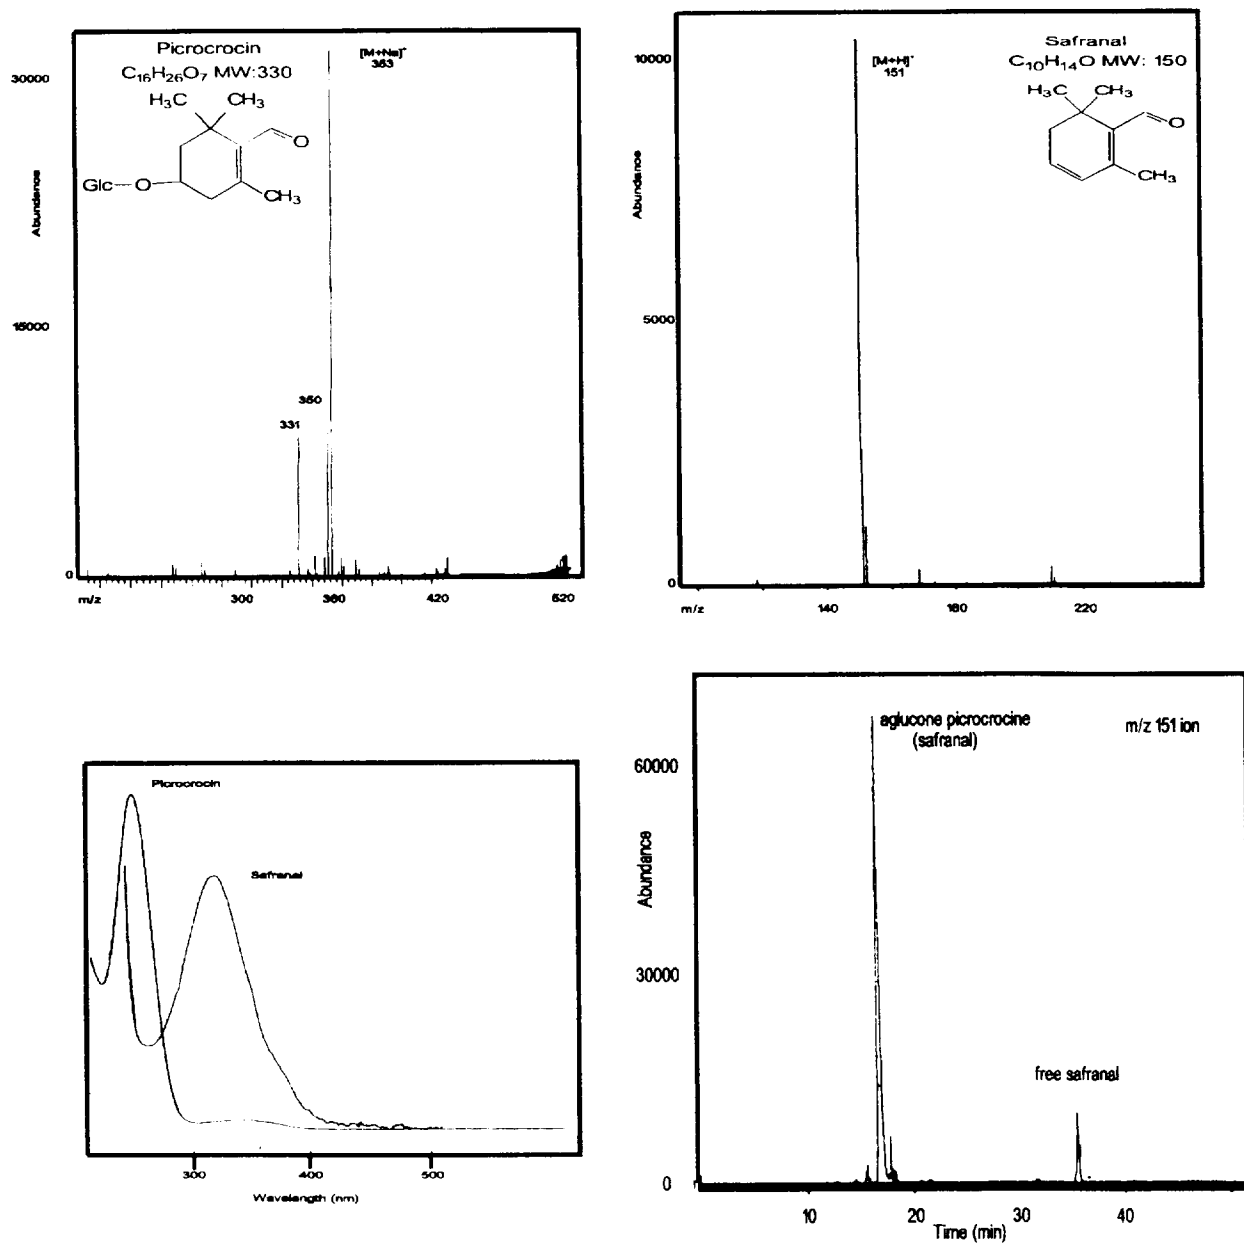 Picrocrocin
C₁₆H₂₆O₇ MW:330
[M+Na]⁺
353
H₃C
CH₃
O
Glc
O
CH₃
Abundance
30000
15000
0
350
331
m/z
300
360
420
520
Safranal
C₁₀H₁₄O MW: 150
[M+H]⁺
151
H₃C
CH₃
O
CH₃
Abundance
10000
5000
0
m/z
140
180
220
Picrocrocin
Safranal
300
400
500
Wavelength (nm)
aglucone picrocrocine
(safranal)
m/z 151 ion
Abundance
60000
30000
0
free safranal
10
20
30
40
Time (min)